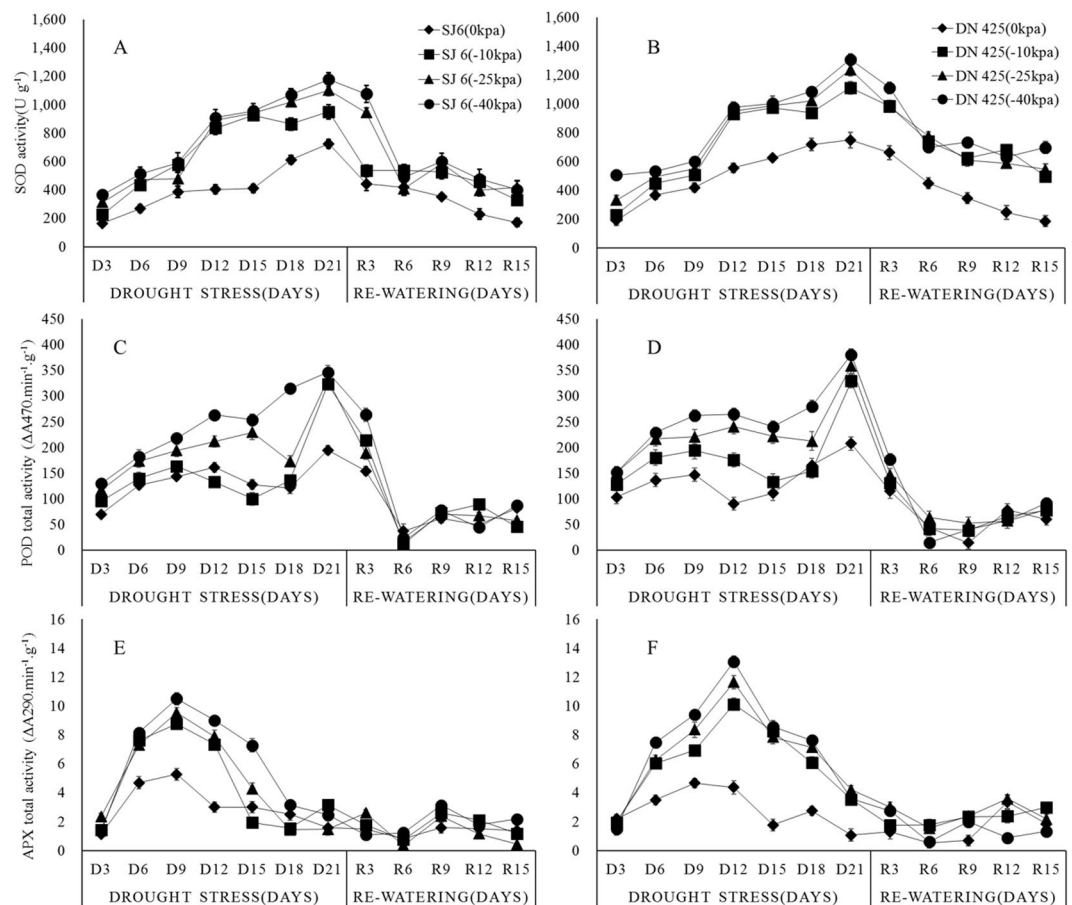 A
SOD activity(U g-1)
1,600
1,400
1,200
1,000
800
600
400
200
0
SJ6(0kpa)
SJ 6(-10kpa)
SJ 6(-25kpa)
SJ 6(-40kpa)
D3 D6 D9 D12 D15 D18 D21 R3 R6 R9 R12 R15
DROUGHT STRESS(DAYS) RE-WATERING(DAYS)
B
1,600
1,400
1,200
1,000
800
600
400
200
0
DN 425(0kpa)
DN 425(-10kpa)
DN 425(-25kpa)
DN 425(-40kpa)
D3 D6 D9 D12 D15 D18 D21 R3 R6 R9 R12 R15
DROUGHT STRESS(DAYS) RE-WATERING(DAYS)
C
POD total activity (ΔA470.min-1.g-1)
450
400
350
300
250
200
150
100
50
0
D3 D6 D9 D12 D15 D18 D21 R3 R6 R9 R12 R15
DROUGHT STRESS(DAYS) RE-WATERING(DAYS)
D
450
400
350
300
250
200
150
100
50
0
D3 D6 D9 D12 D15 D18 D21 R3 R6 R9 R12 R15
DROUGHT STRESS(DAYS) RE-WATERING(DAYS)
E
APX total activity (ΔA290.min-1.g-1)
16
14
12
10
8
6
4
2
0
D3 D6 D9 D12 D15 D18 D21 R3 R6 R9 R12 R15
DROUGHT STRESS(DAYS) RE-WATERING(DAYS)
F
16
14
12
10
8
6
4
2
0
D3 D6 D9 D12 D15 D18 D21 R3 R6 R9 R12 R15
DROUGHT STRESS(DAYS) RE-WATERING(DAYS)